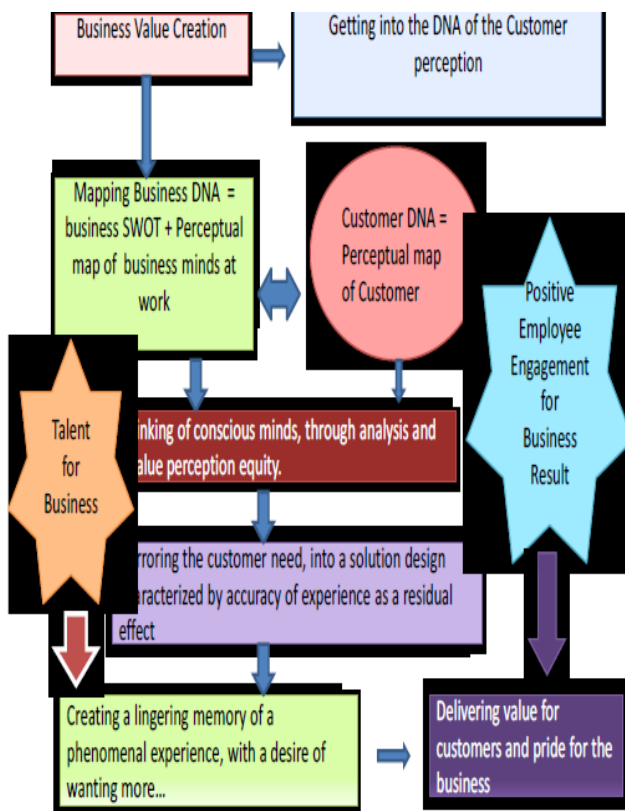 Business Value Creation
Getting into the DNA of the Customer
perception
Mapping Business DNA =
business SWOT + Perceptual
map of business minds at
work
Customer DNA =
Perceptual map
of Customer
Positive
Employee
Engagement
for
Business
Result
Talent
for
Business
inking of conscious minds, through analysis and
alue perception equity.
rroring the customer need, into a solution design
aracterized by accuracy of experience as a residual
effect
Creating a lingering memory of a
phenomenal experience, with a desire of
wanting more...
Delivering value for
customers and pride for the
business